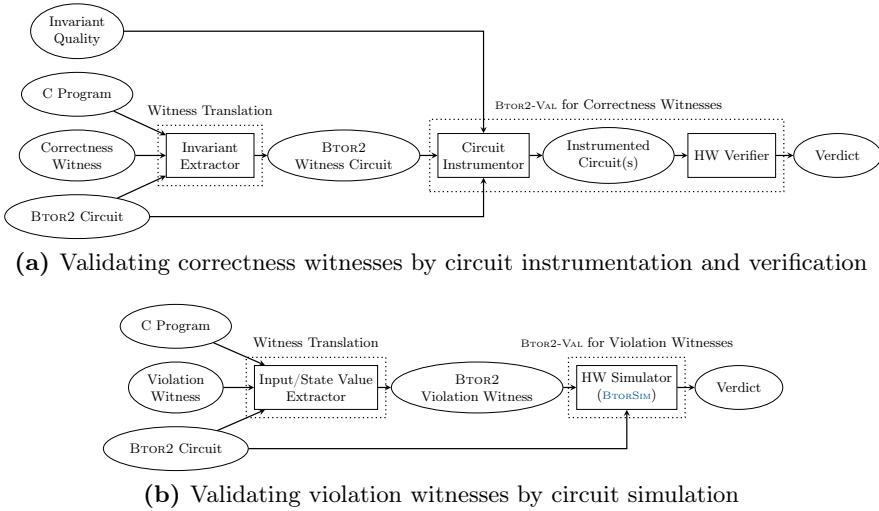 Invariant
Quality
C Program
Witness Translation
BTOR2-VAL for Correctness Witnesses
Correctness
Witness
Invariant
Extractor
BTOR2
Witness Circuit
Circuit
Instrumentor
Instrumented
Circuit(s)
HW Verifier
Verdict
BTOR2 Circuit
(a) Validating correctness witnesses by circuit instrumentation and verification
C Program
Witness Translation
BTOR2-VAL for Violation Witnesses
Violation
Witness
Input/State Value
Extractor
BTOR2
Violation Witness
HW Simulator
(BTORSIM)
Verdict
BTOR2 Circuit
(b) Validating violation witnesses by circuit simulation